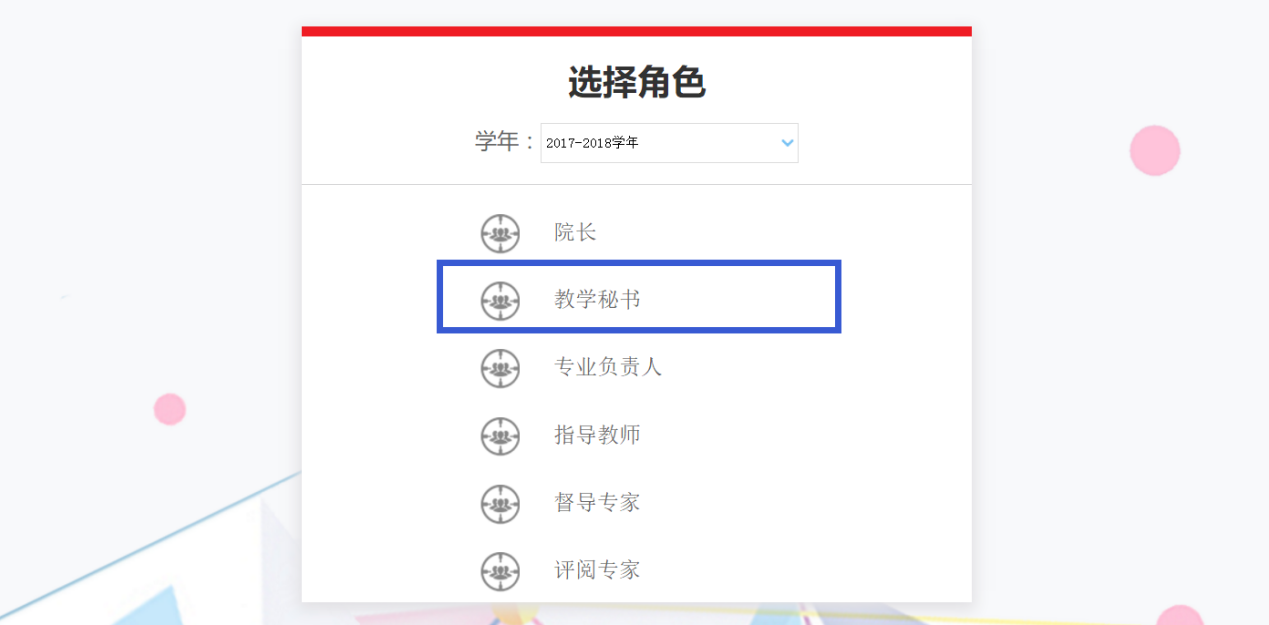 选择角色
学年：2017-2018学年
院长
教学秘书
专业负责人
指导教师
督导专家
评阅专家